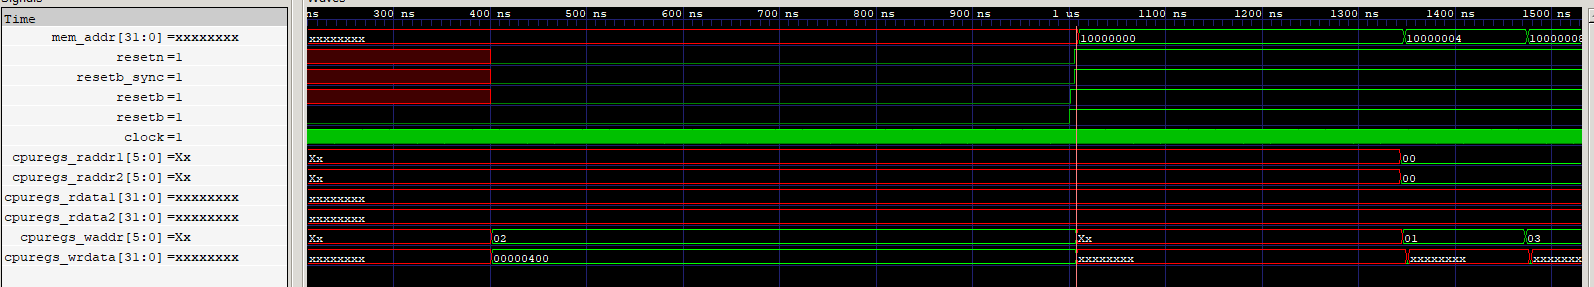 Signals Waves
Time ns 300 ns 400 ns 500 ns 600 ns 700 ns 800 ns 900 ns 1 us 1100 ns 1200 ns 1300 ns 1400 ns 1500 ns
mem_addr[31:0] =xxxxxxxx xxxxxxxx 10000000 10000004 10000008
resetn =1
resetb_sync =1
resetb =1
resetb =1
clock =1
cpuregs_raddr1[5:0] =Xx Xx 00
cpuregs_raddr2[5:0] =Xx Xx 00
cpuregs_rdata1[31:0] =xxxxxxxx xxxxxxxx
cpuregs_rdata2[31:0] =xxxxxxxx xxxxxxxx
cpuregs_waddr[5:0] =Xx Xx 02 Xx 01 03
cpuregs_wrdata[31:0] =xxxxxxxx xxxxxxxx 00000400 xxxxxxxx xxxxxxxx xxxxxxx